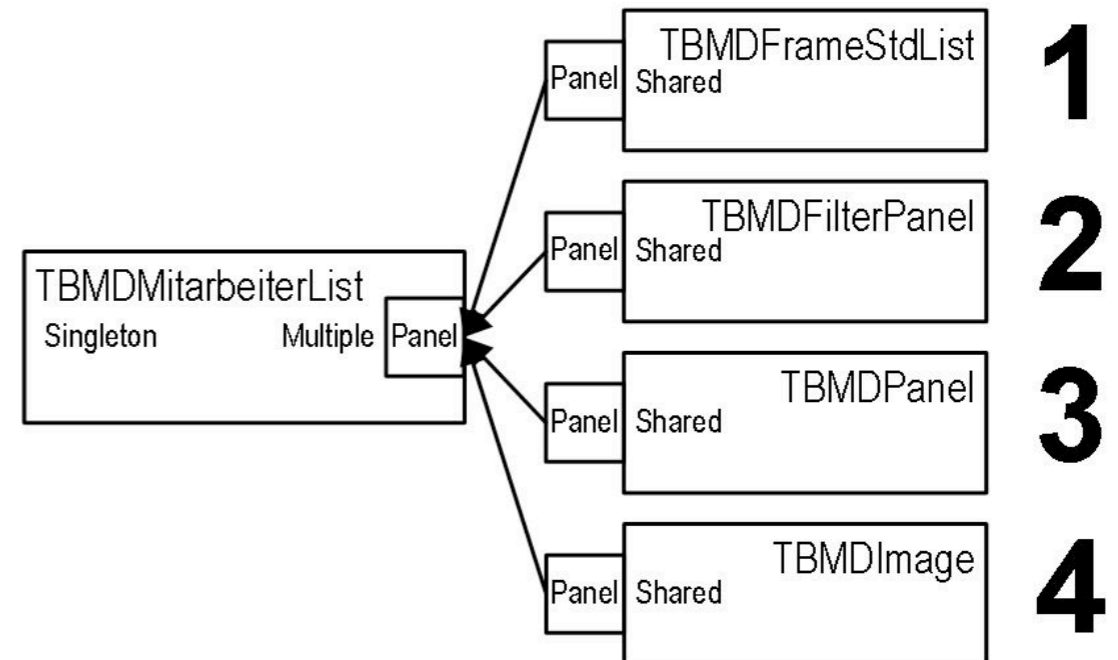 TBMDFrameStdList
Panel Shared
1
TBMDFilterPanel
Panel Shared
2
TBMDMitarbeiterList
Singleton Multiple Panel
TBMDPanel
Panel Shared
3
TBMDImage
Panel Shared
4